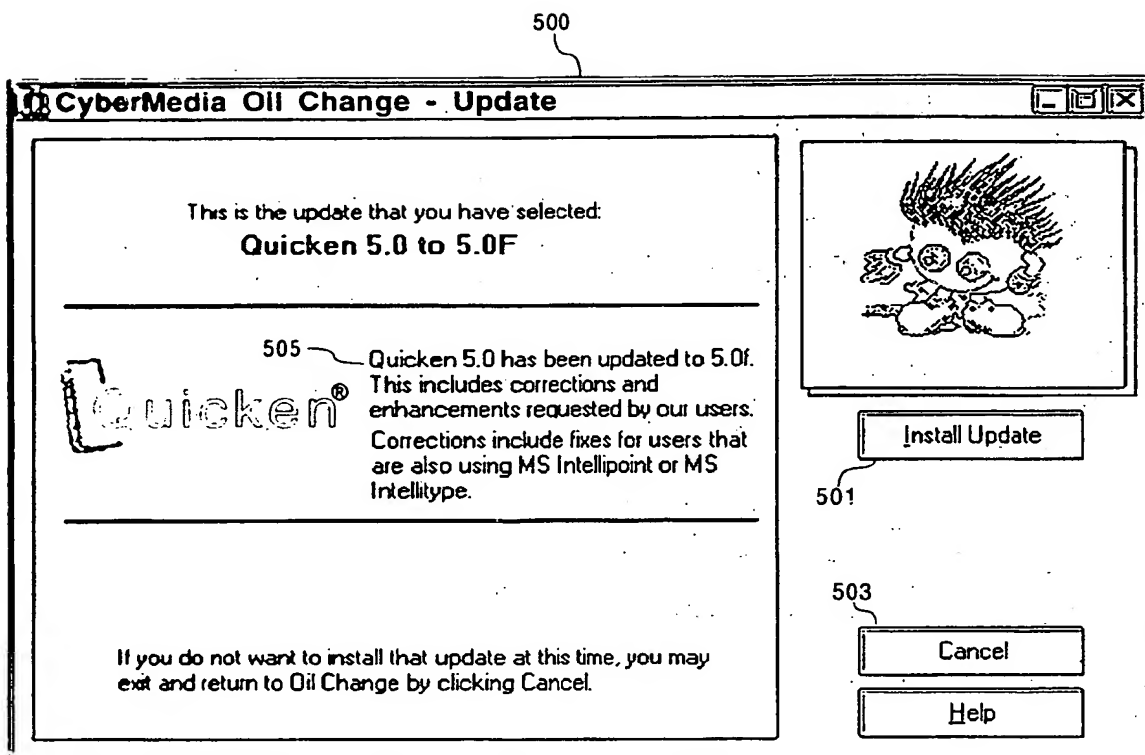 500
CyberMedia Oil Change - Update
This is the update that you have selected:
Quicken 5.0 to 5.0F
505
Quicken®
Quicken 5.0 has been updated to 5.0f.
This includes corrections and
enhancements requested by our users.
Corrections include fixes for users that
are also using MS Intellipoint or MS
Intellitype.
Install Update
501
503
If you do not want to install that update at this time, you may
exit and return to Oil Change by clicking Cancel.
Cancel
Help